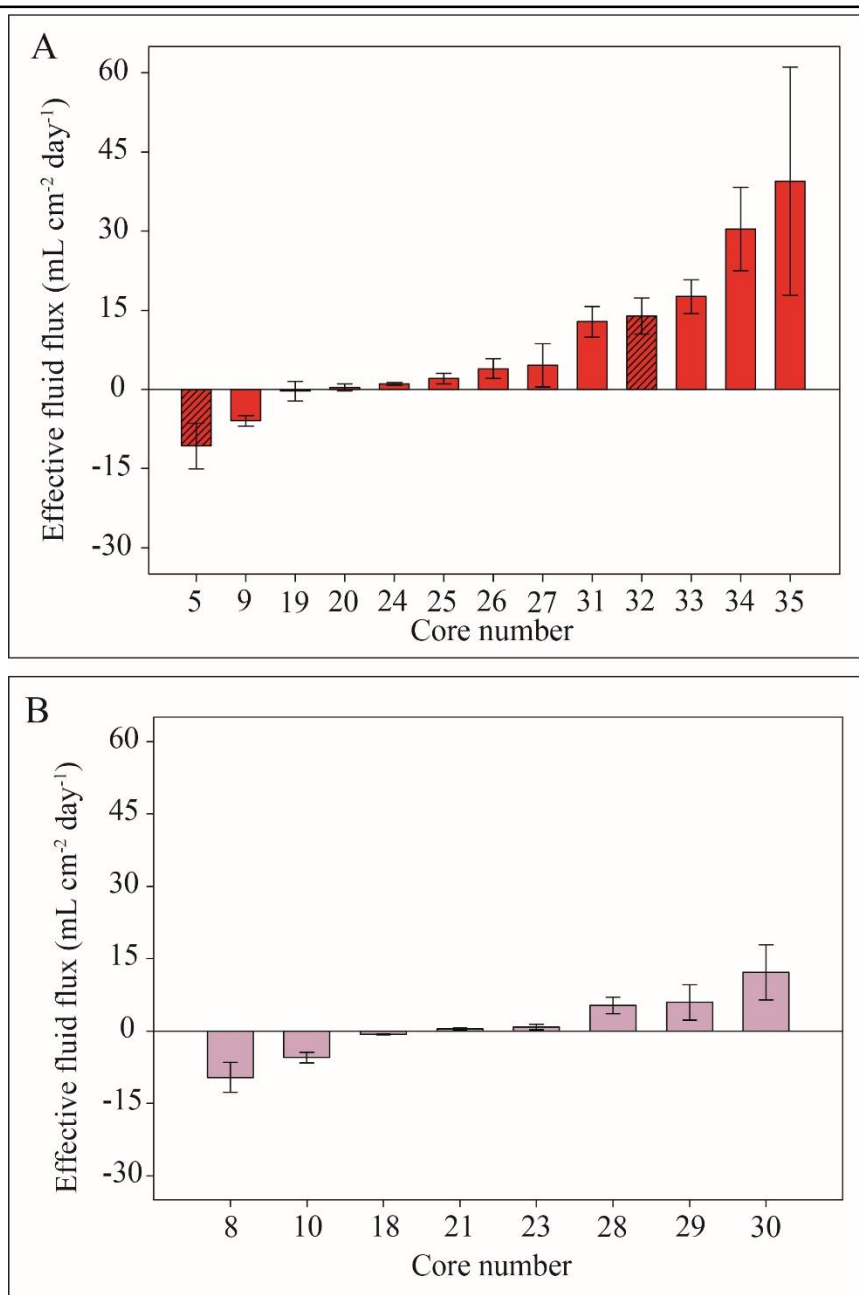 A
Effective fluid flux (mL cm⁻² day⁻¹)
60
45
30
15
0
-15
-30
5 9 19 20 24 25 26 27 31 32 33 34 35
Core number
B
Effective fluid flux (mL cm⁻² day⁻¹)
60
45
30
15
0
-15
-30
8 10 18 21 23 28 29 30
Core number